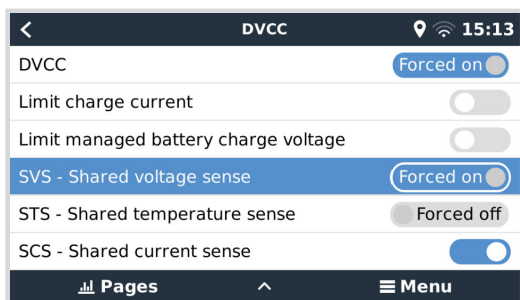 DVCC 15:13
DVCC Forced on
Limit charge current
Limit managed battery charge voltage
SVS - Shared voltage sense Forced on
STS - Shared temperature sense Forced off
SCS - Shared current sense
Pages Menu